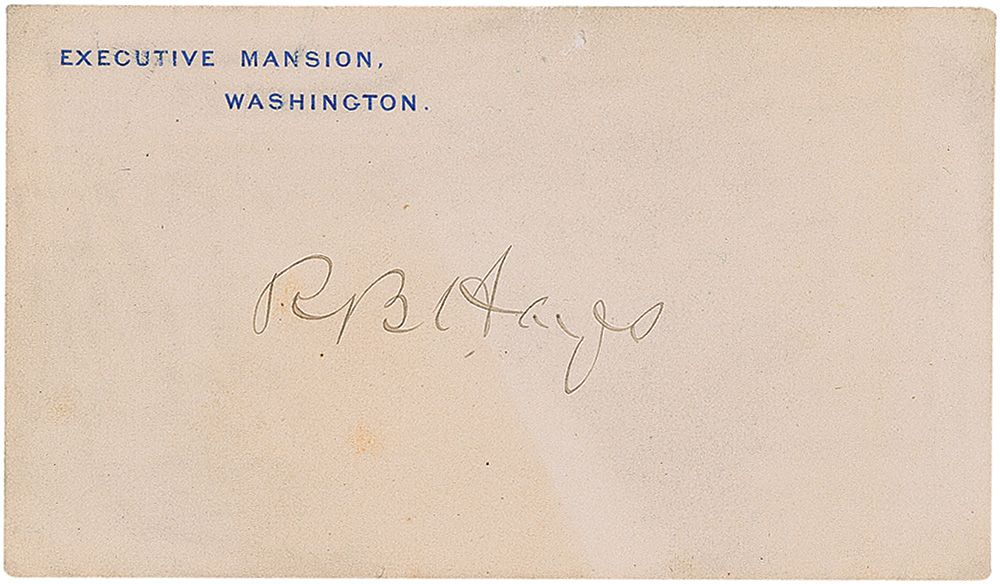 EXECUTIVE MANSION,
WASHINGTON.
R B Hayes